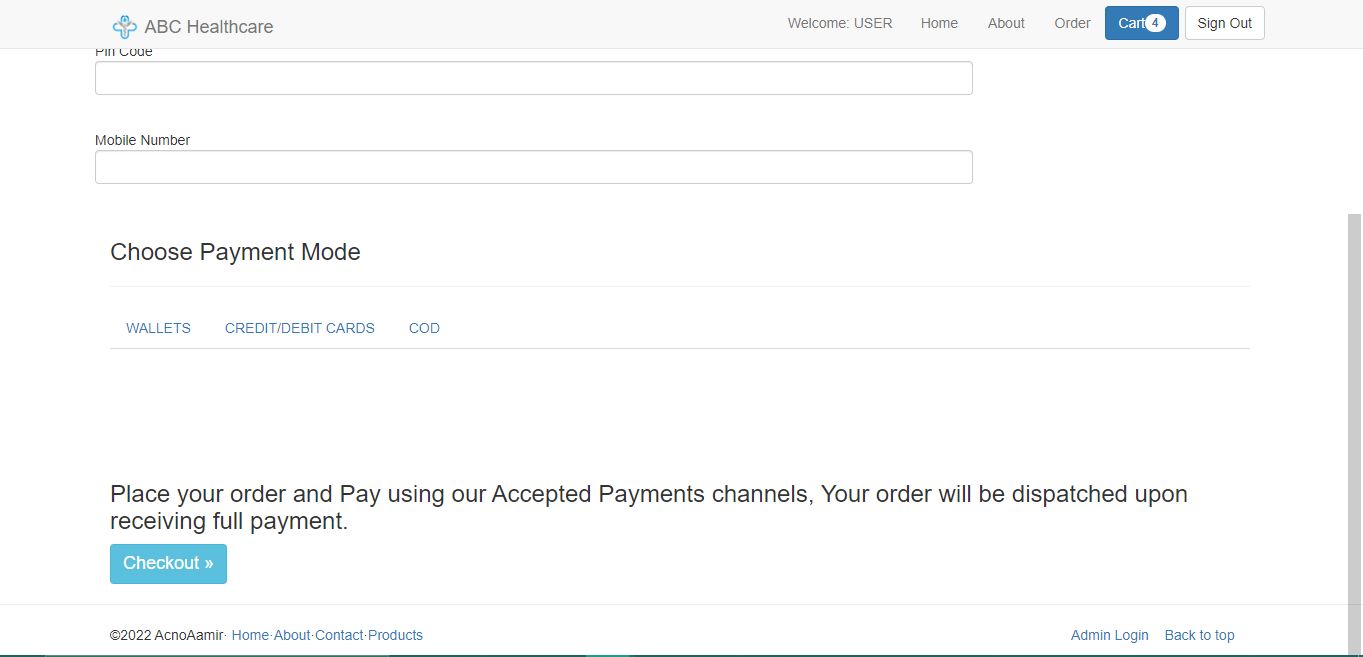 ABC Healthcare Welcome: USER Home About Order Cart 4 Sign Out
Pin Code
Mobile Number
Choose Payment Mode
WALLETS CREDIT/DEBIT CARDS COD
Place your order and Pay using our Accepted Payments channels, Your order will be dispatched upon
receiving full payment.
Checkout »
©2022 AcnoAamir· Home·About·Contact·Products Admin Login Back to top